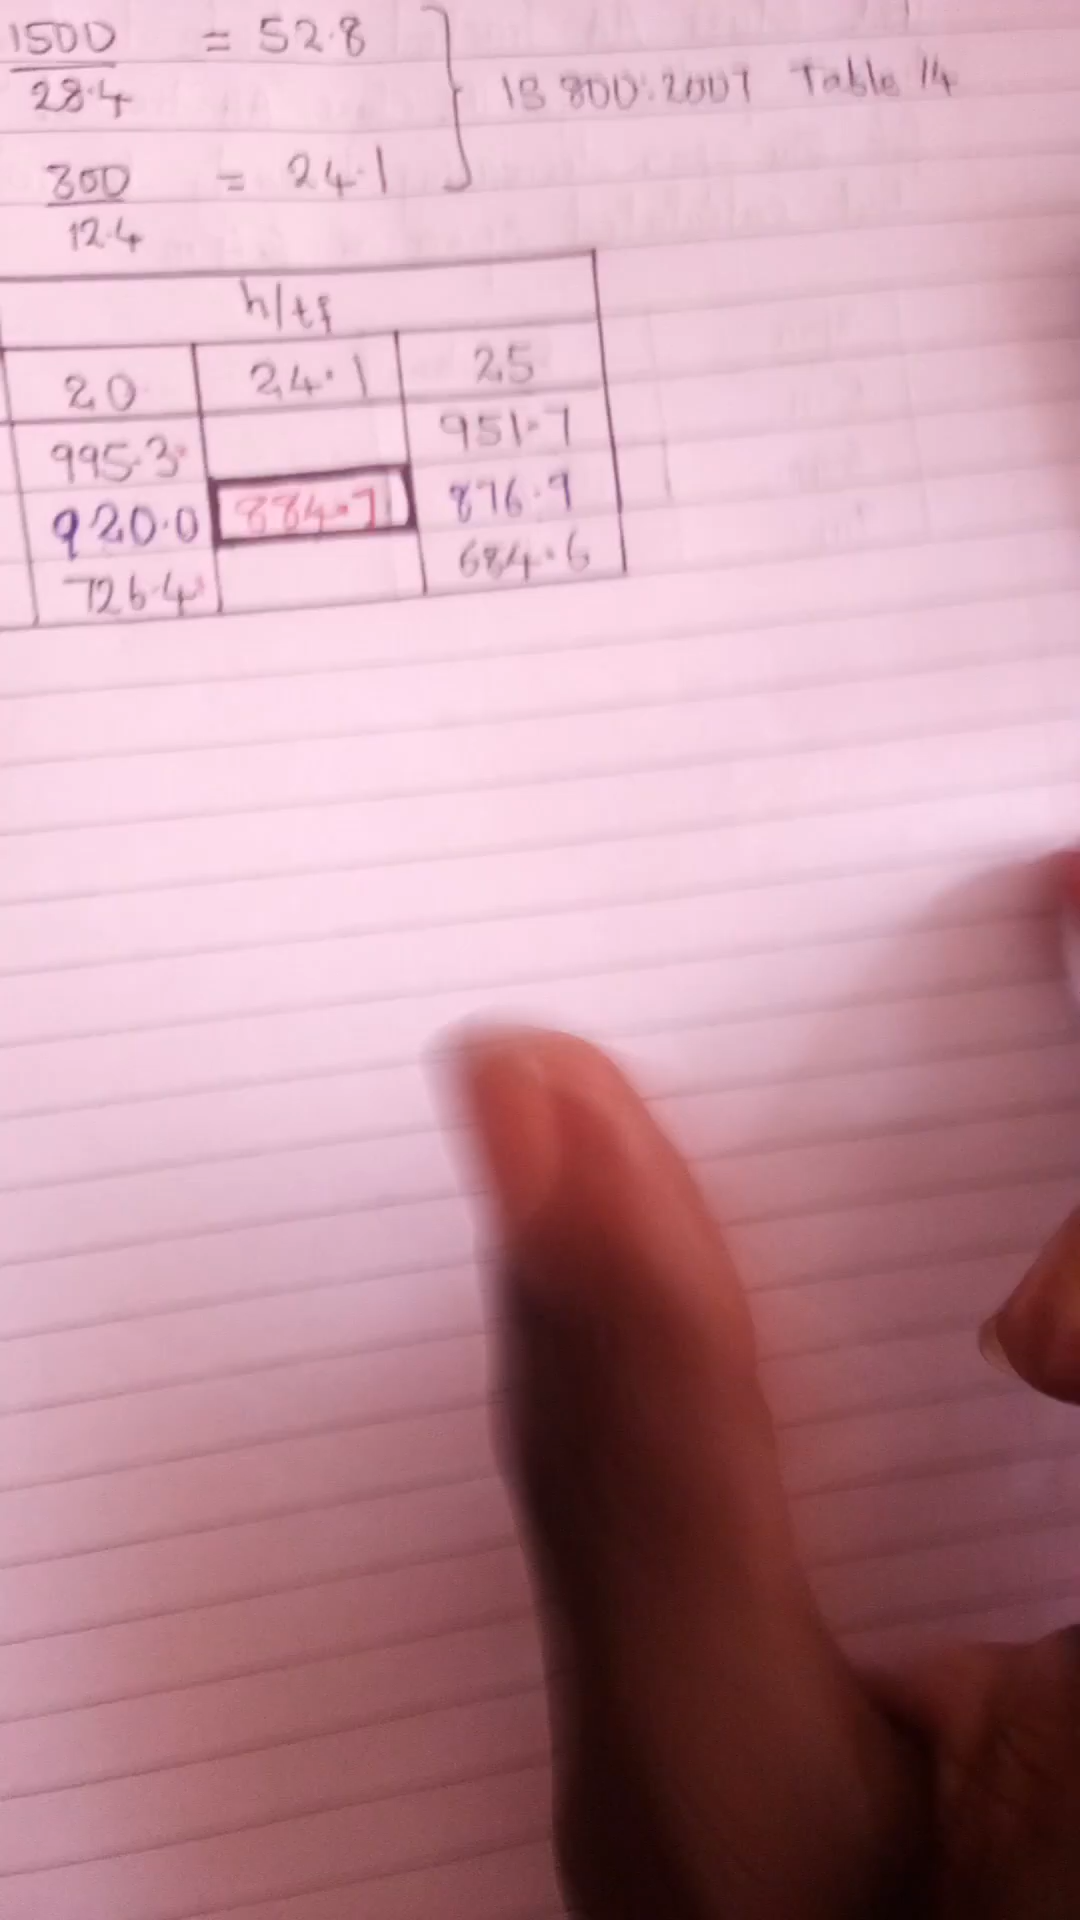 1500 = 52.8
28.4
IS 800:2007 Table 14
300 = 24.1
12.4
h/tf
20 24.1 25
995.3 951.7
920.0 884.7 876.9
726.4 684.6